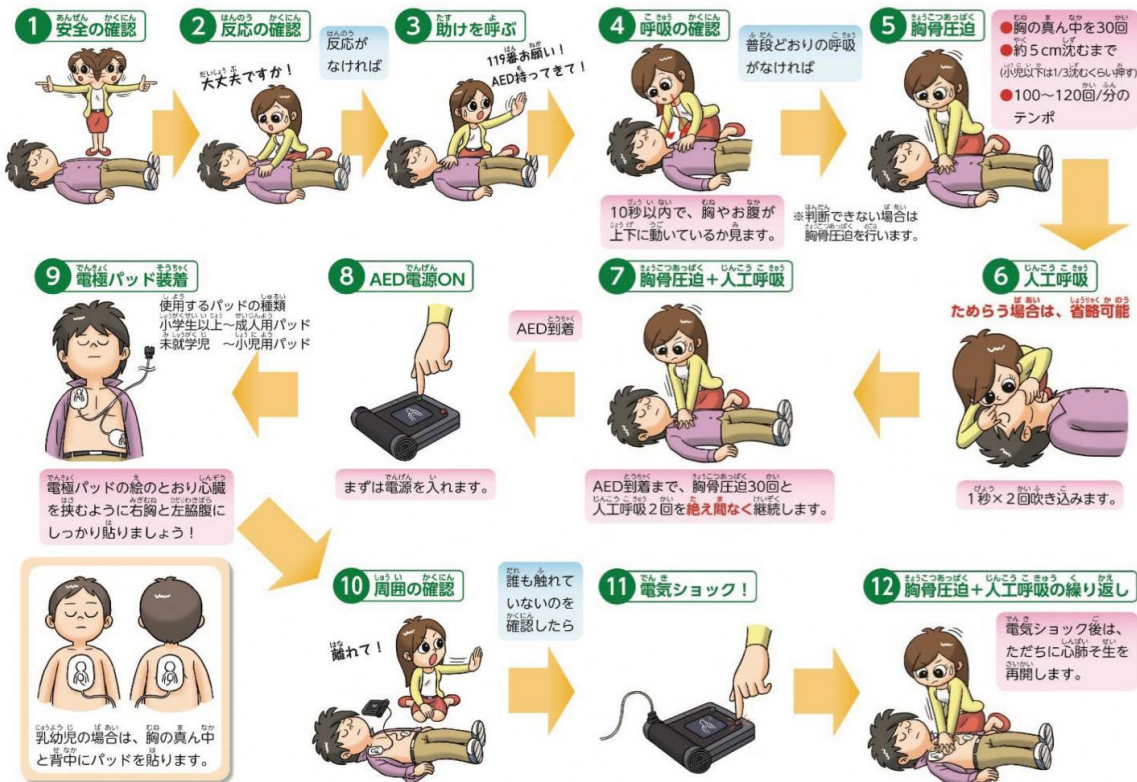 1 安全の確認
2 反応の確認
大丈夫ですか！
反応が
なければ
3 助けを呼ぶ
119番お願い！
AED持ってきて！
4 呼吸の確認
普段どおりの呼吸
がなければ
10秒以内で、胸やお腹が
上下に動いているか見ます。
※判断できない場合は
胸骨圧迫を行います。
5 胸骨圧迫
●胸の真ん中を30回
●約5cm沈むまで
(小児以下は1/3沈むくらい押す)
●100～120回/分の
テンポ
6 人工呼吸
ためらう場合は、省略可能
1秒×2回吹き込みます。
7 胸骨圧迫＋人工呼吸
AED到着まで、胸骨圧迫30回と
人工呼吸2回を絶え間なく継続します。
AED到着
8 AED電源ON
まずは電源を入れます。
9 電極パッド装着
使用するパッドの種類
小学生以上～成人用パッド
未就学児　～小児用パッド
電極パッドの絵のとおり心臓
を挟むように右胸と左脇腹に
しっかり貼りましょう！
乳幼児の場合は、胸の真ん中
と背中にパッドを貼ります。
10 周囲の確認
離れて！
誰も触れて
いないのを
確認したら
11 電気ショック！
12 胸骨圧迫＋人工呼吸の繰り返し
電気ショック後は、
ただちに心肺そ生を
再開します。